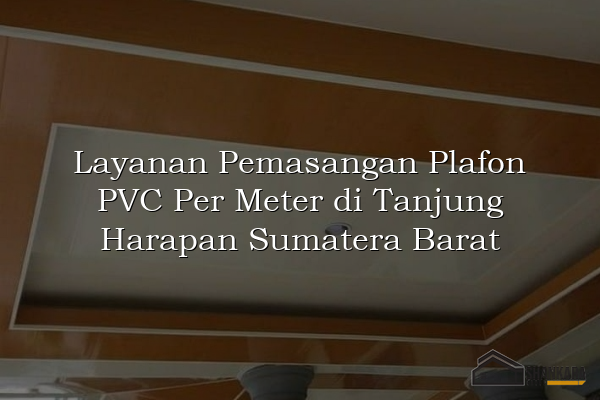 Layanan Pemasangan Plafon
PVC Per Meter di Tanjung
Harapan Sumatera Barat